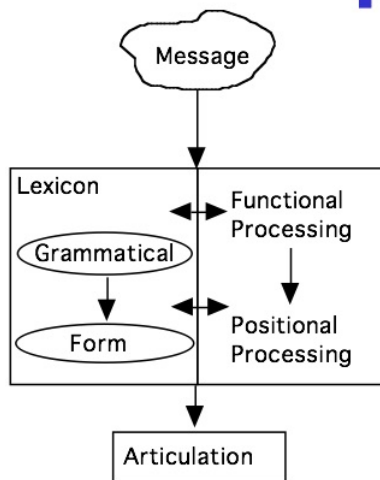 Message
Lexicon
Functional
Processing
Grammatical
Form
Positional
Processing
Articulation